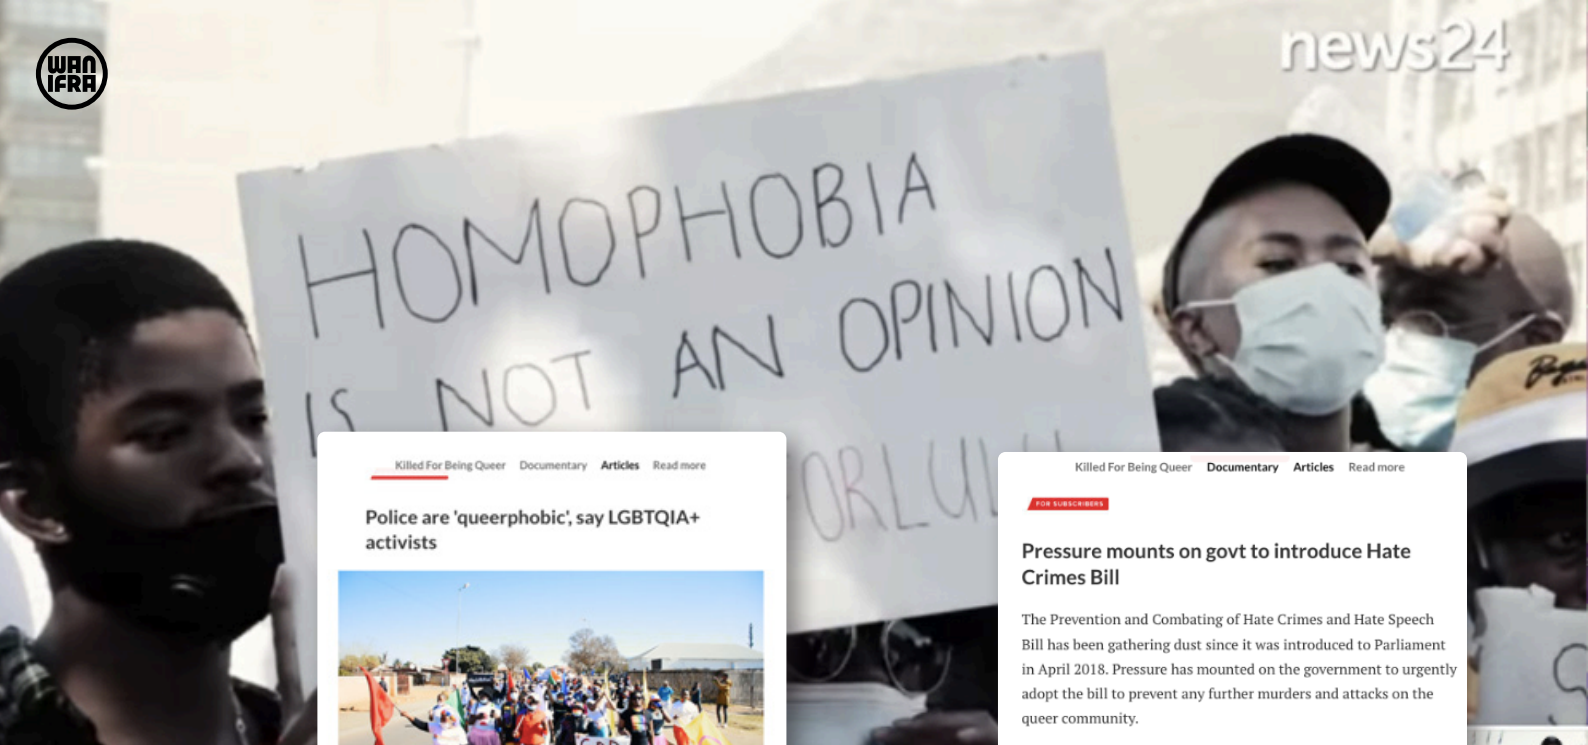 WAN
IFRA
news24
HOMOPHOBIA
IS NOT AN OPINION
Killed For Being Queer Documentary Articles Read more
Police are 'queerphobic', say LGBTQIA+
activists
Killed For Being Queer Documentary Articles Read more
FOR SUBSCRIBERS
Pressure mounts on govt to introduce Hate
Crimes Bill
The Prevention and Combating of Hate Crimes and Hate Speech
Bill has been gathering dust since it was introduced to Parliament
in April 2018. Pressure has mounted on the government to urgently
adopt the bill to prevent any further murders and attacks on the
queer community.